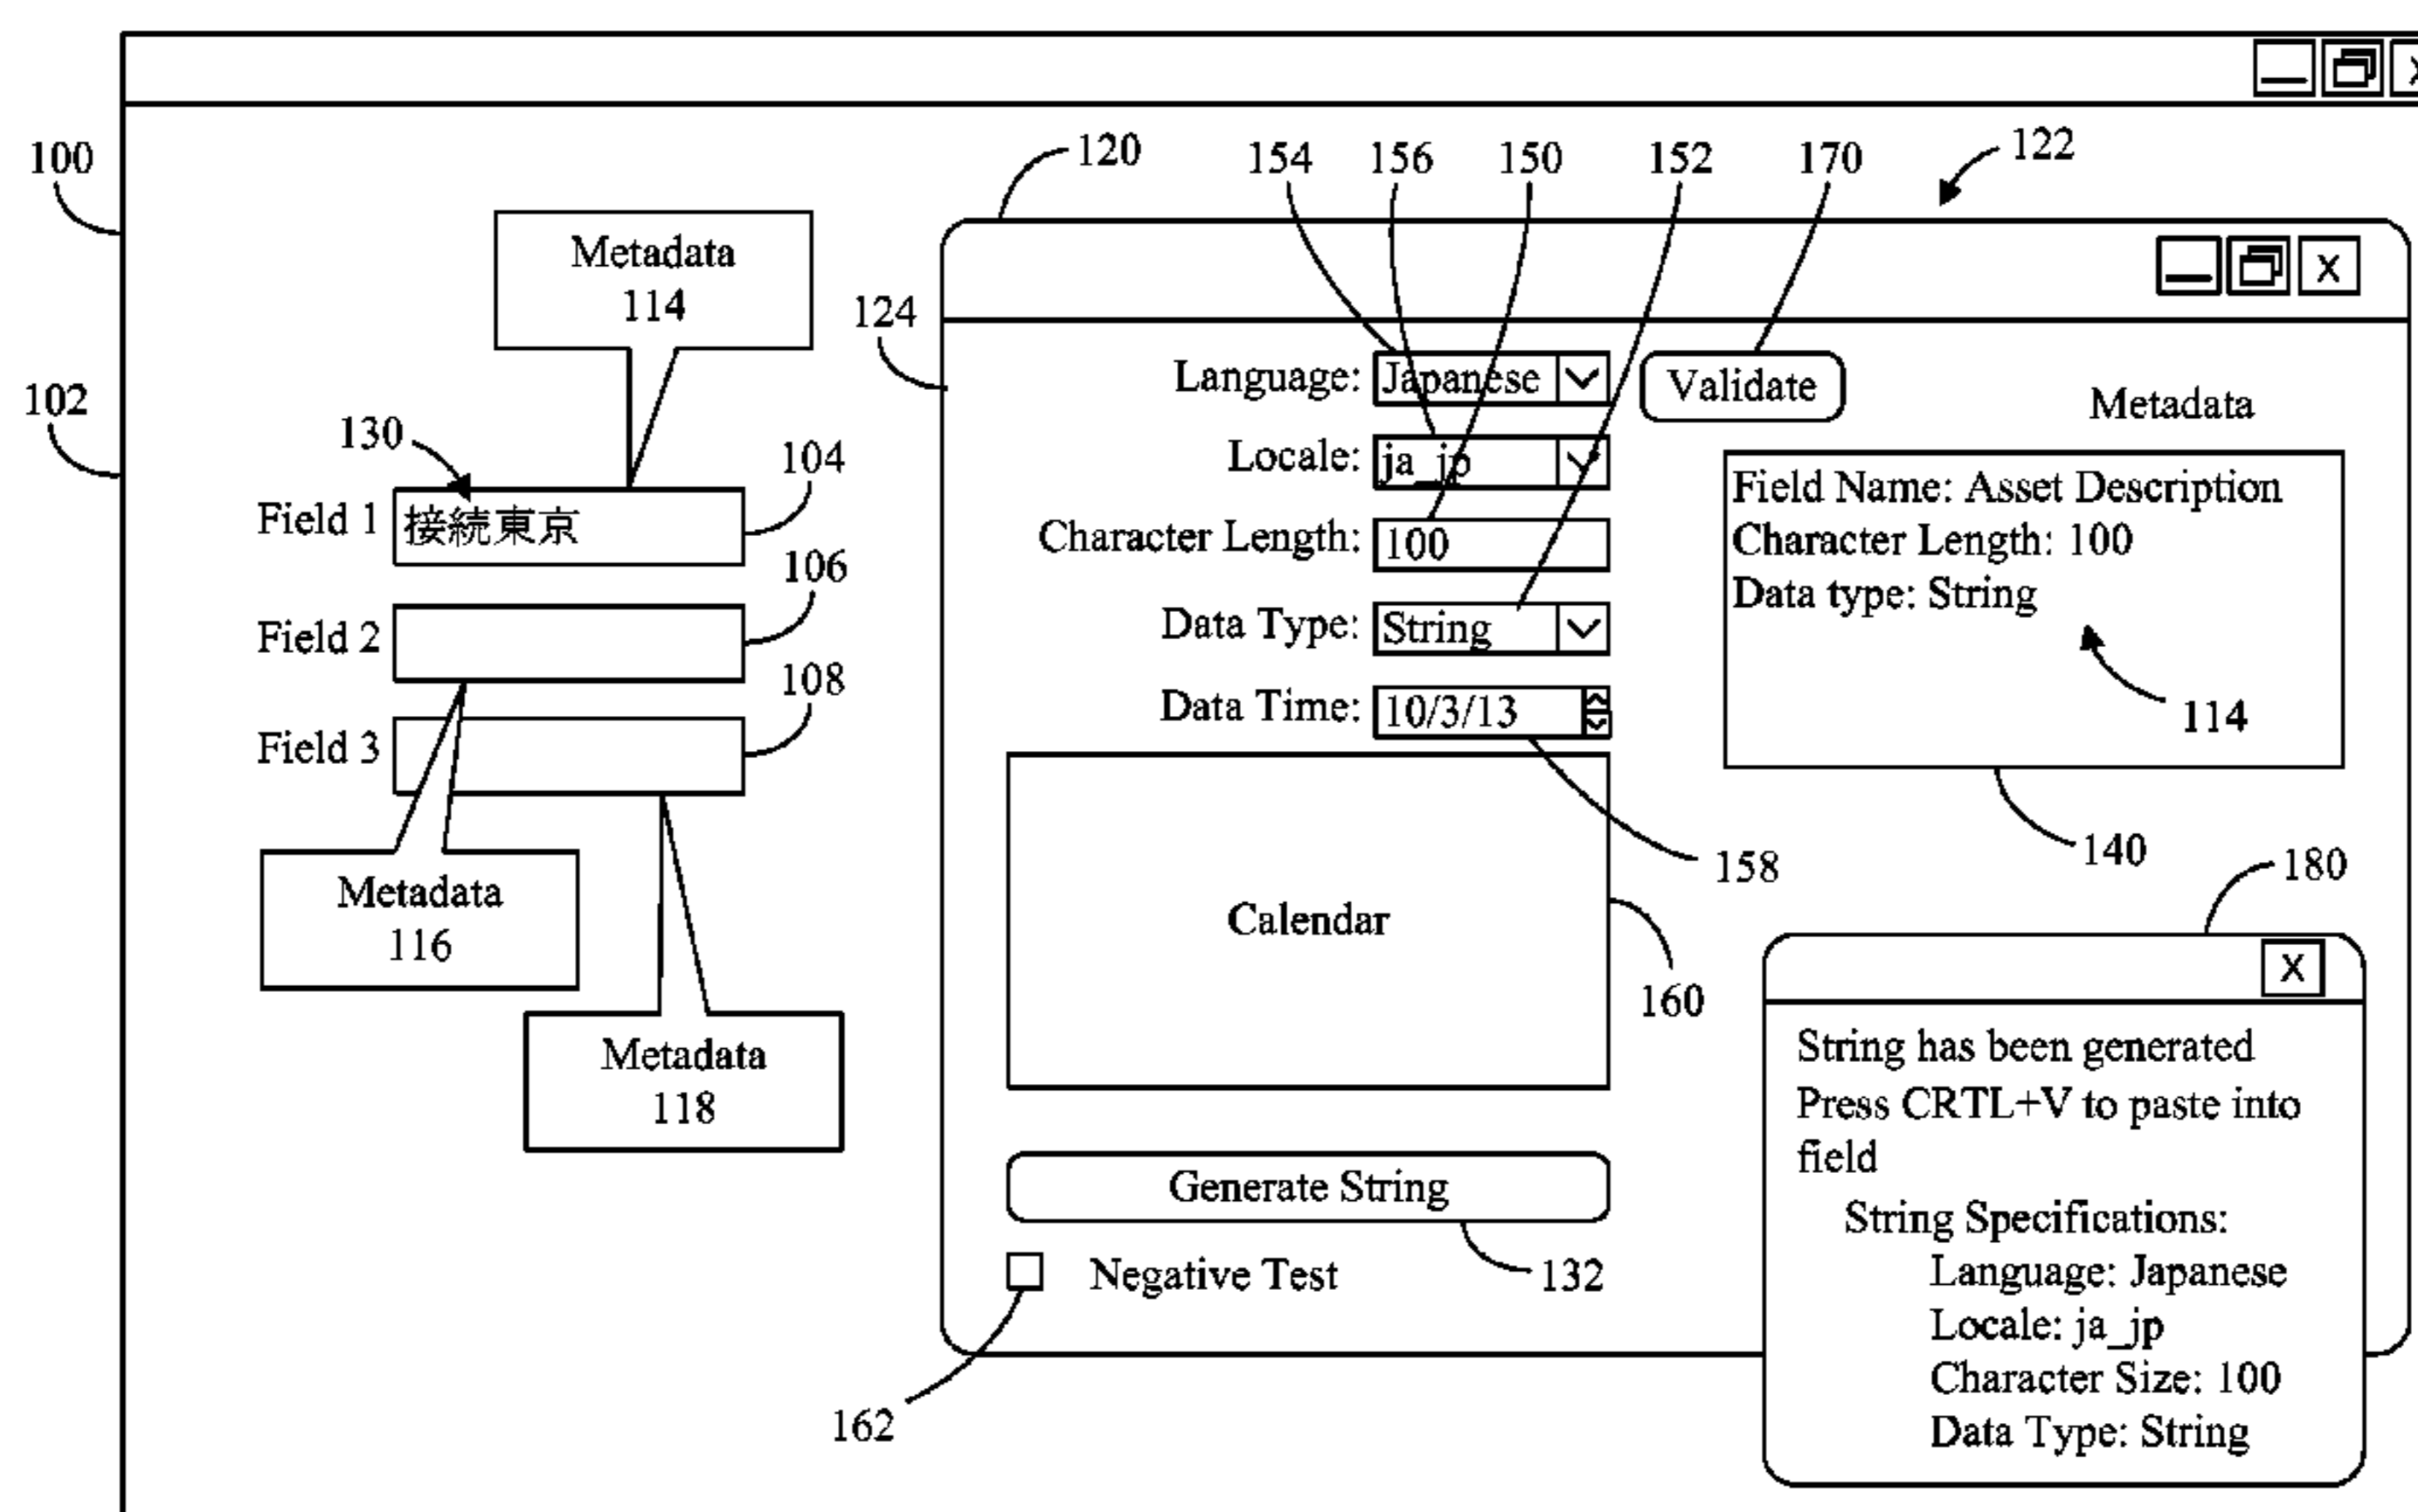 X
100
120
154
156
150
152
170
122
Metadata
114
X
124
Language:
Japanese
Validate
Metadata
102
130
104
Locale:
ja_jp
Field Name: Asset Description
Character Length: 100
Data type: String
114
Field 1
接続東京
106
Character Length:
100
Field 2
108
Data Type:
String
Field 3
Data Time:
10/3/13
158
140
180
Metadata
116
Calendar
160
X
Metadata
118
String has been generated
Press CRTL+V to paste into
field
String Specifications:
Language: Japanese
Locale: ja_jp
Character Size: 100
Data Type: String
Generate String
132
Negative Test
162